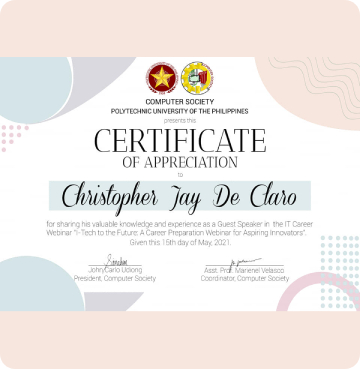 COMPUTER SOCIETY
POLYTECHNIC UNIVERSITY OF THE PHILIPPINES
presents this
CERTIFICATE
OF APPRECIATION
to
Christopher Jay De Claro
for sharing his valuable knowledge and experience as a Guest Speaker in the IT Career
Webinar "I-Tech to the Future: A Career Preparation Webinar for Aspiring Innovators".
Given this 15th day of May, 2021.
John Carlo Udiong Asst. Prof. Marienel Velasco
President, Computer Society Coordinator, Computer Society